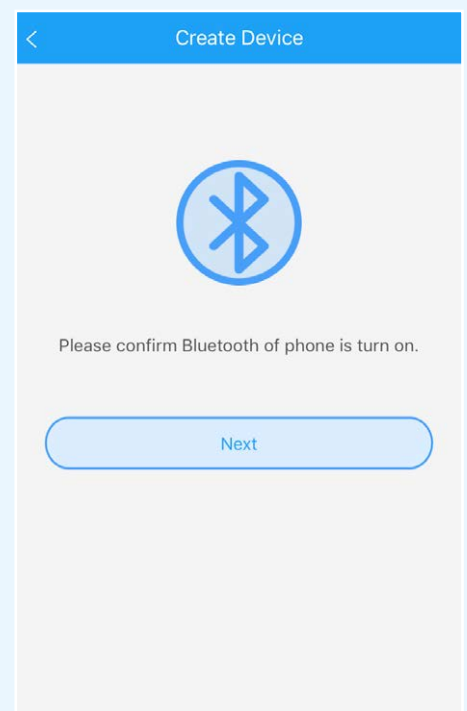 Create Device
Please confirm Bluetooth of phone is turn on.
Next